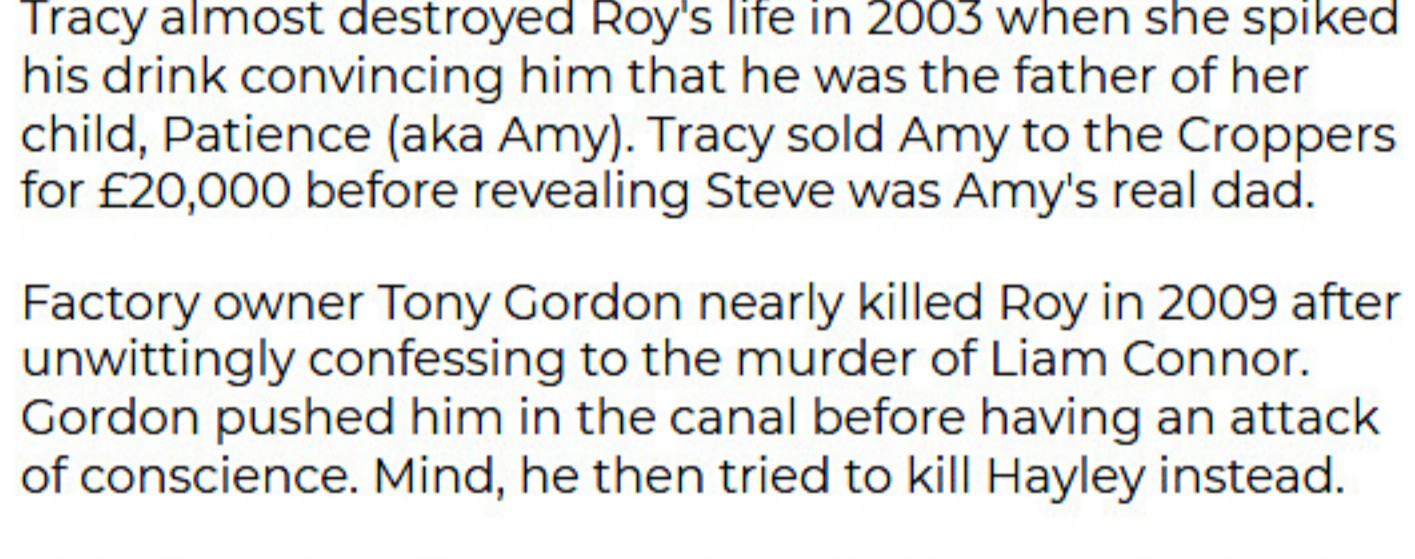 Tracy almost destroyed Roy's life in 2003 when she spiked
his drink convincing him that he was the father of her
child, Patience (aka Amy). Tracy sold Amy to the Croppers
for £20,000 before revealing Steve was Amy's real dad.
Factory owner Tony Gordon nearly killed Roy in 2009 after
unwittingly confessing to the murder of Liam Connor.
Gordon pushed him in the canal before having an attack
of conscience. Mind, he then tried to kill Hayley instead.